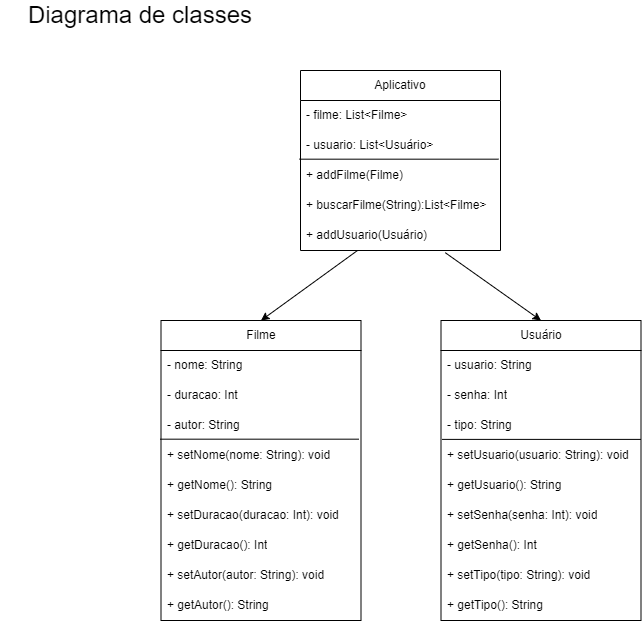 Diagrama de classes
Aplicativo
- filme: List<Filme>
- usuario: List<Usuário>
+ addFilme(Filme)
+ buscarFilme(String):List<Filme>
+ addUsuario(Usuário)
Filme
- nome: String
- duracao: Int
- autor: String
+ setNome(nome: String): void
+ getNome(): String
+ setDuracao(duracao: Int): void
+ getDuracao(): Int
+ setAutor(autor: String): void
+ getAutor(): String
Usuário
- usuario: String
- senha: Int
- tipo: String
+ setUsuario(usuario: String): void
+ getUsuario(): String
+ setSenha(senha: Int): void
+ getSenha(): Int
+ setTipo(tipo: String): void
+ getTipo(): String